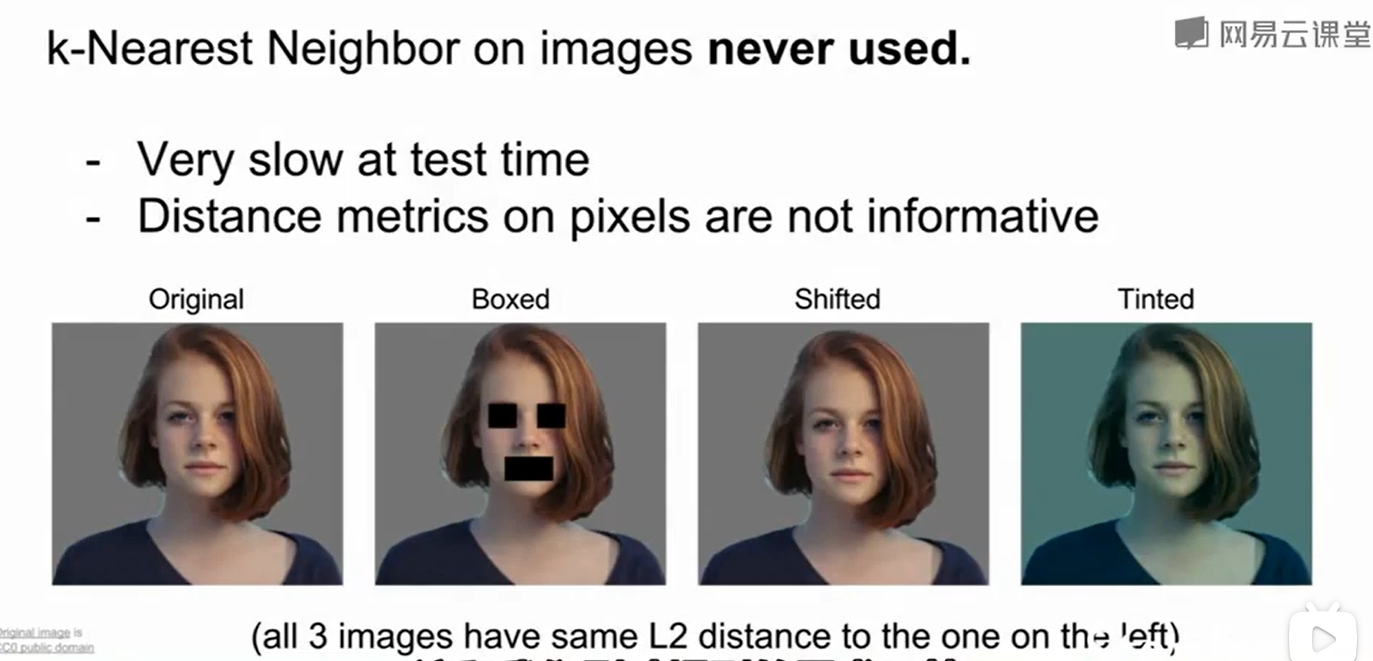 k-Nearest Neighbor on images never used.
网易云课堂
- Very slow at test time
- Distance metrics on pixels are not informative
Original Boxed Shifted Tinted
(all 3 images have same L2 distance to the one on the left)
Original image is
CC0 public domain